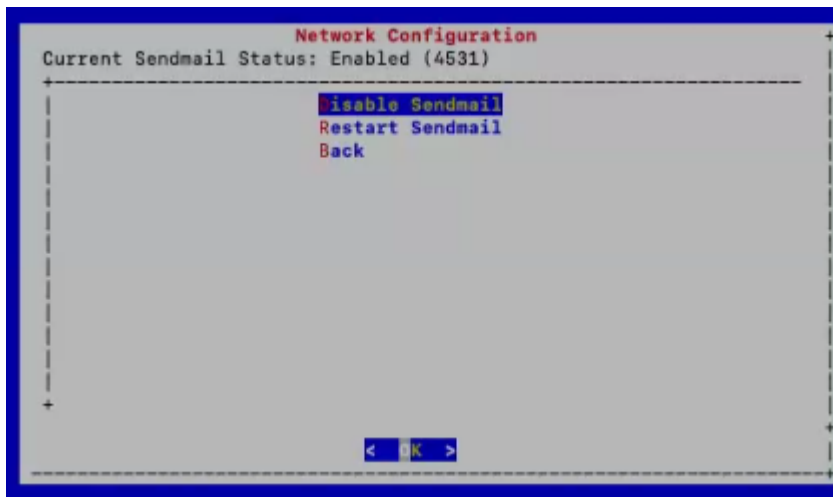 Network Configuration
Current Sendmail Status: Enabled (4531)
Disable Sendmail
Restart Sendmail
Back
< OK >